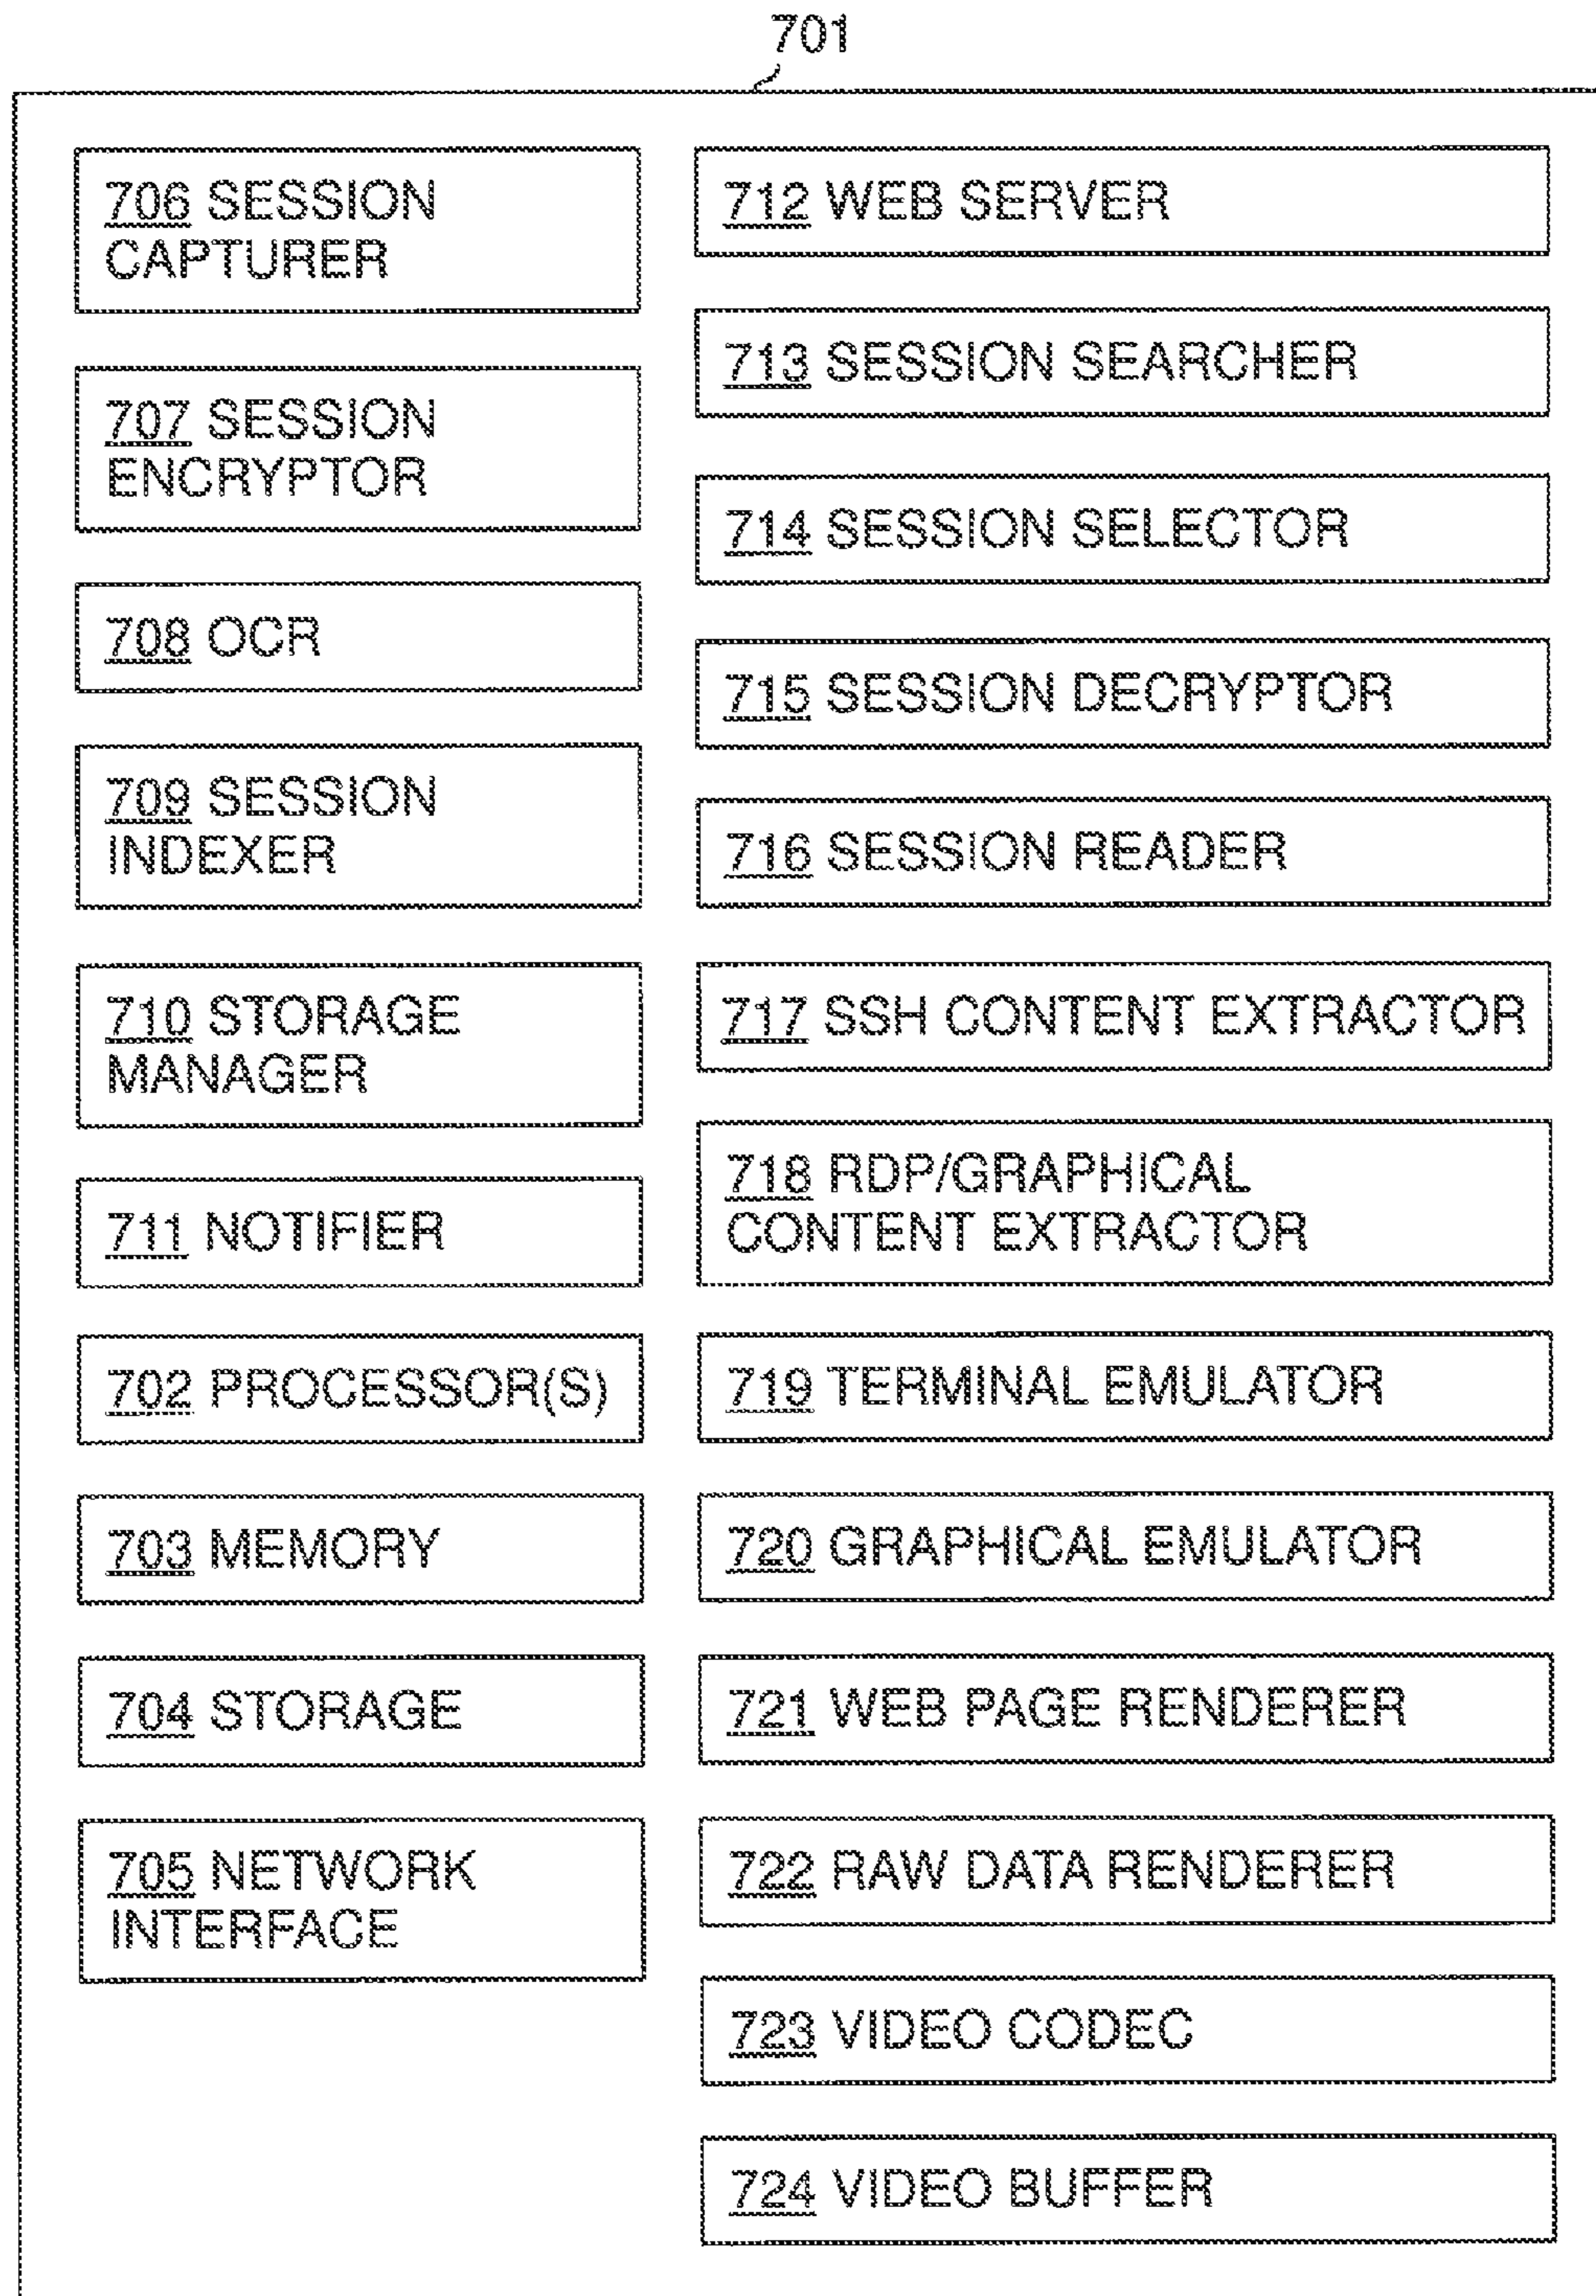 701
706 SESSION
CAPTURER
707 SESSION
ENCRYPTOR
708 OCR
709 SESSION
INDEXER
710 STORAGE
MANAGER
711 NOTIFIER
702 PROCESSOR(S)
703 MEMORY
704 STORAGE
705 NETWORK
INTERFACE
712 WEB SERVER
713 SESSION SEARCHER
714 SESSION SELECTOR
715 SESSION DECRYPTOR
716 SESSION READER
717 SSH CONTENT EXTRACTOR
718 RDP/GRAPHICAL
CONTENT EXTRACTOR
719 TERMINAL EMULATOR
720 GRAPHICAL EMULATOR
721 WEB PAGE RENDERER
722 RAW DATA RENDERER
723 VIDEO CODEC
724 VIDEO BUFFER